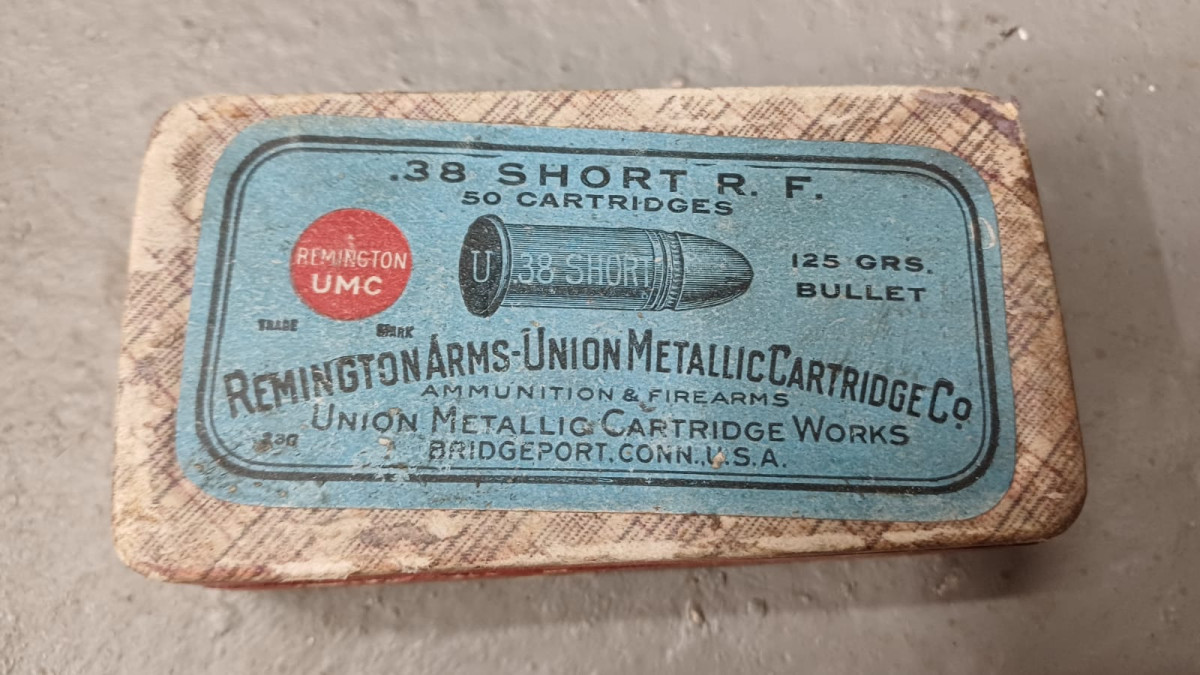 .38 SHORT R. F.
50 CARTRIDGES
REMINGTON
UMC
U .38 SHORT
125 GRS.
BULLET
TRADE MARK
REMINGTON ARMS-UNION METALLIC CARTRIDGE CO.
AMMUNITION & FIREARMS
UNION METALLIC CARTRIDGE WORKS
BRIDGEPORT. CONN., U.S.A.